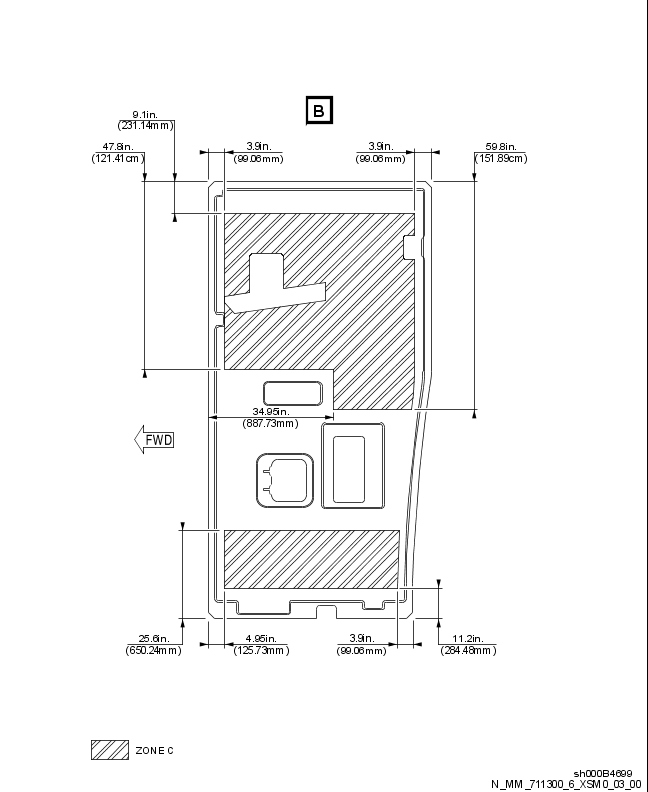 B
9.1in.
(231.14mm)
47.8in.
(121.41cm)
3.9in.
(99.06mm)
3.9in.
(99.06mm)
59.8in.
(151.89cm)
34.95in.
(887.73mm)
FWD
25.6in.
(650.24mm)
4.95in.
(125.73mm)
3.9in.
(99.06mm)
11.2in.
(284.48mm)
ZONE C
sh000B4699
N_MM_711300_6_XSM0_03_00